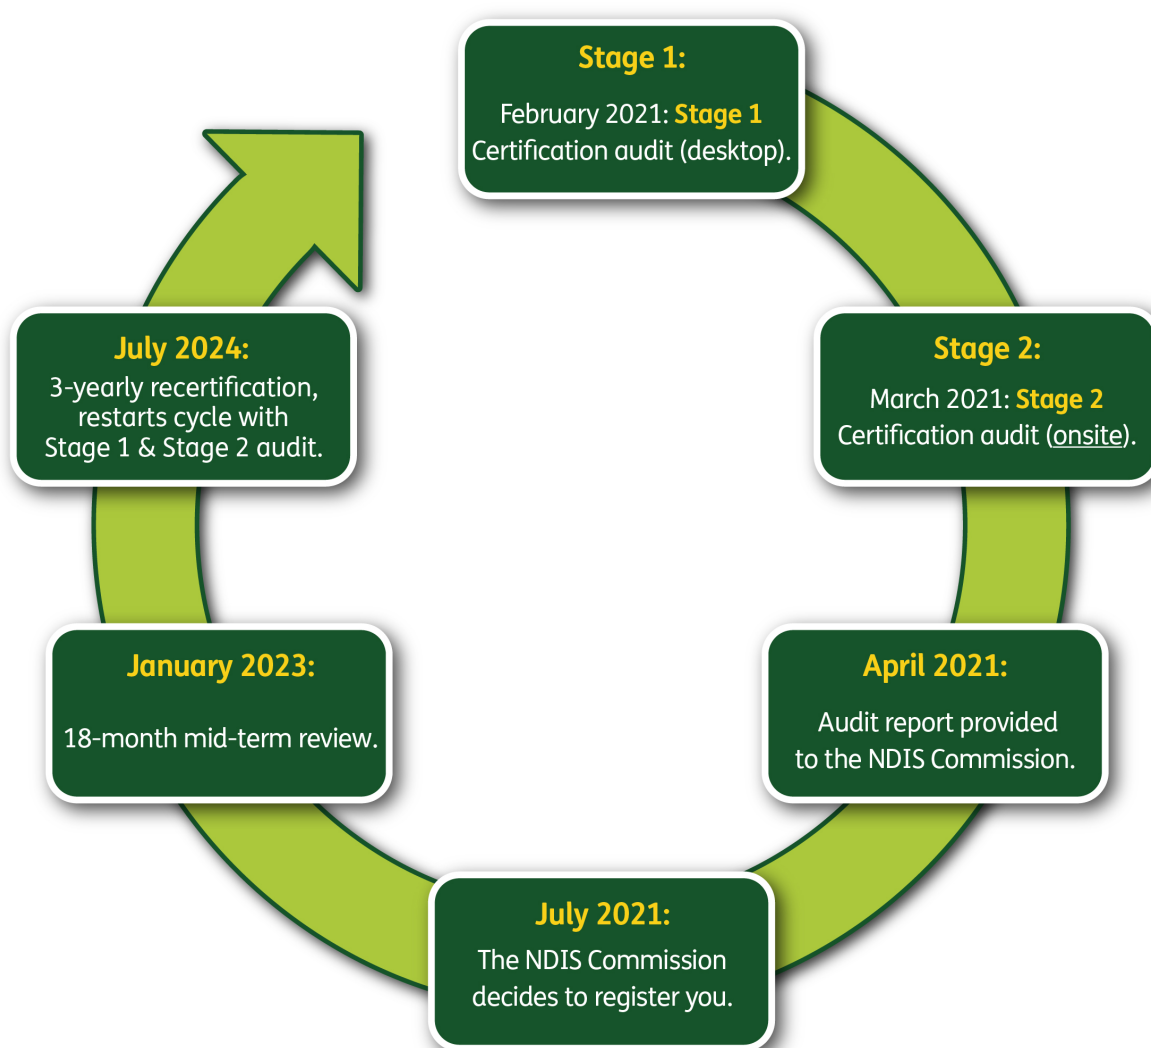 Stage 1:
February 2021: Stage 1
Certification audit (desktop).
Stage 2:
March 2021: Stage 2
Certification audit (onsite).
April 2021:
Audit report provided
to the NDIS Commission.
July 2021:
The NDIS Commission
decides to register you.
January 2023:
18-month mid-term review.
July 2024:
3-yearly recertification,
restarts cycle with
Stage 1 & Stage 2 audit.